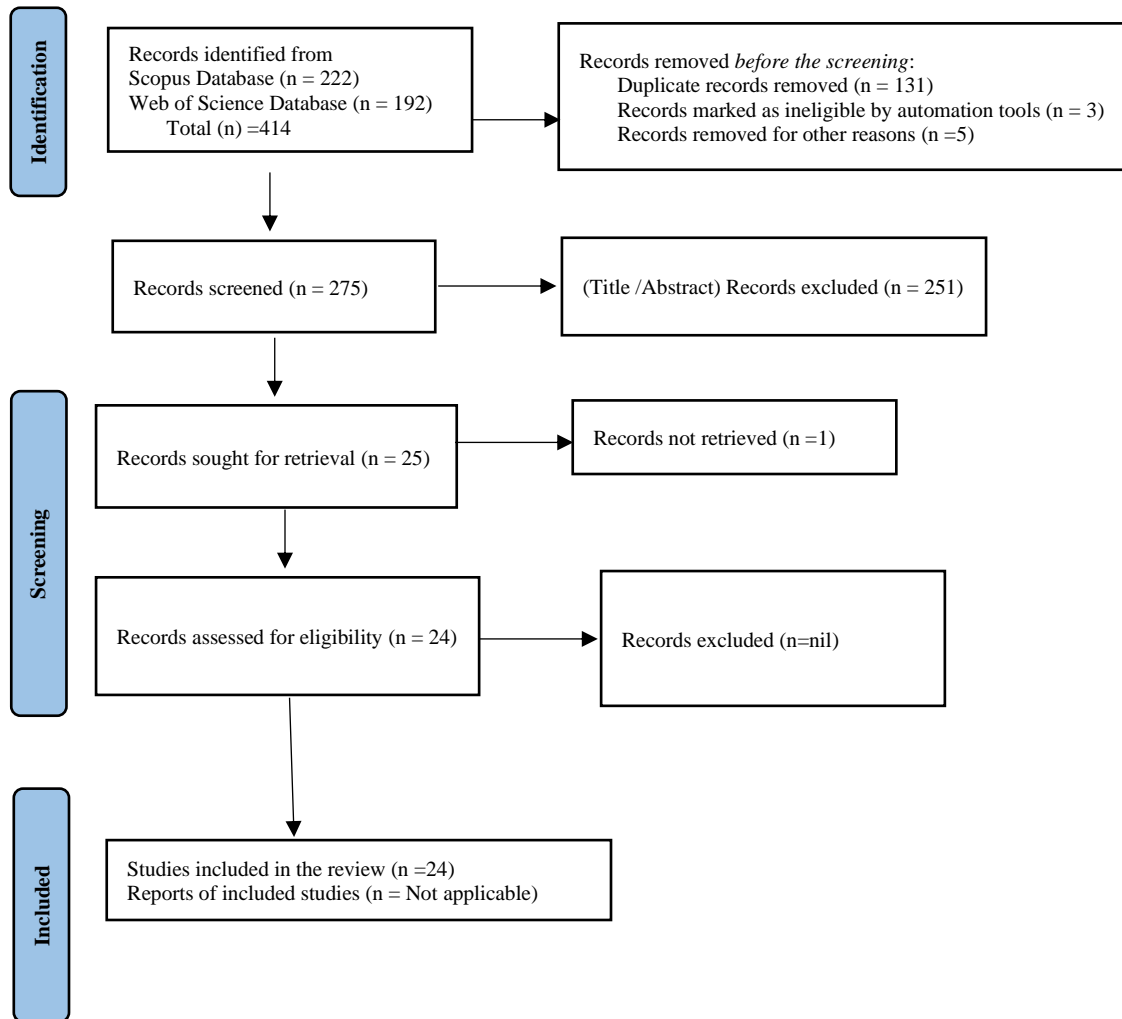 Identification
Records identified from
Scopus Database (n = 222)
Web of Science Database (n = 192)
Total (n) =414
Records removed before the screening:
Duplicate records removed (n = 131)
Records marked as ineligible by automation tools (n = 3)
Records removed for other reasons (n =5)
Records screened (n = 275)
(Title /Abstract) Records excluded (n = 251)
Screening
Records sought for retrieval (n = 25)
Records not retrieved (n =1)
Records assessed for eligibility (n = 24)
Records excluded (n=nil)
Included
Studies included in the review (n =24)
Reports of included studies (n = Not applicable)